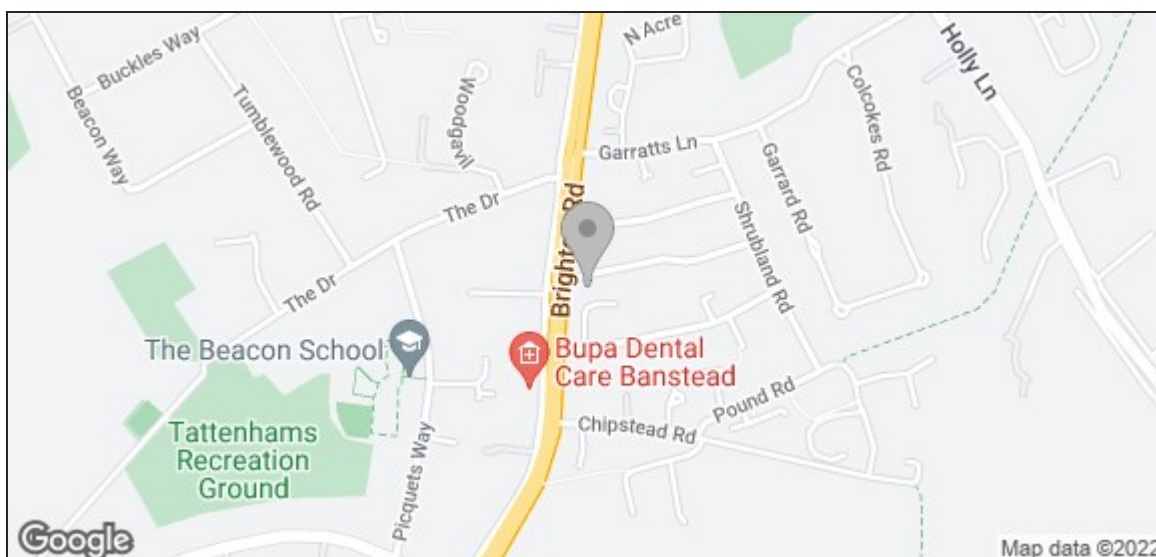 N Acre
Holly Ln
Buckles Way
Woodgavil
Colcokes Rd
Beacon Way
Tumblewood Rd
Garratts Ln
Garrard Rd
The Dr
Shrubland Rd
The Dr
The Beacon School
Bupa Dental
Care Banstead
Pound Rd
Tattenhams
Recreation
Ground
Chipstead Rd
Picquets Way
Google
Map data ©2022